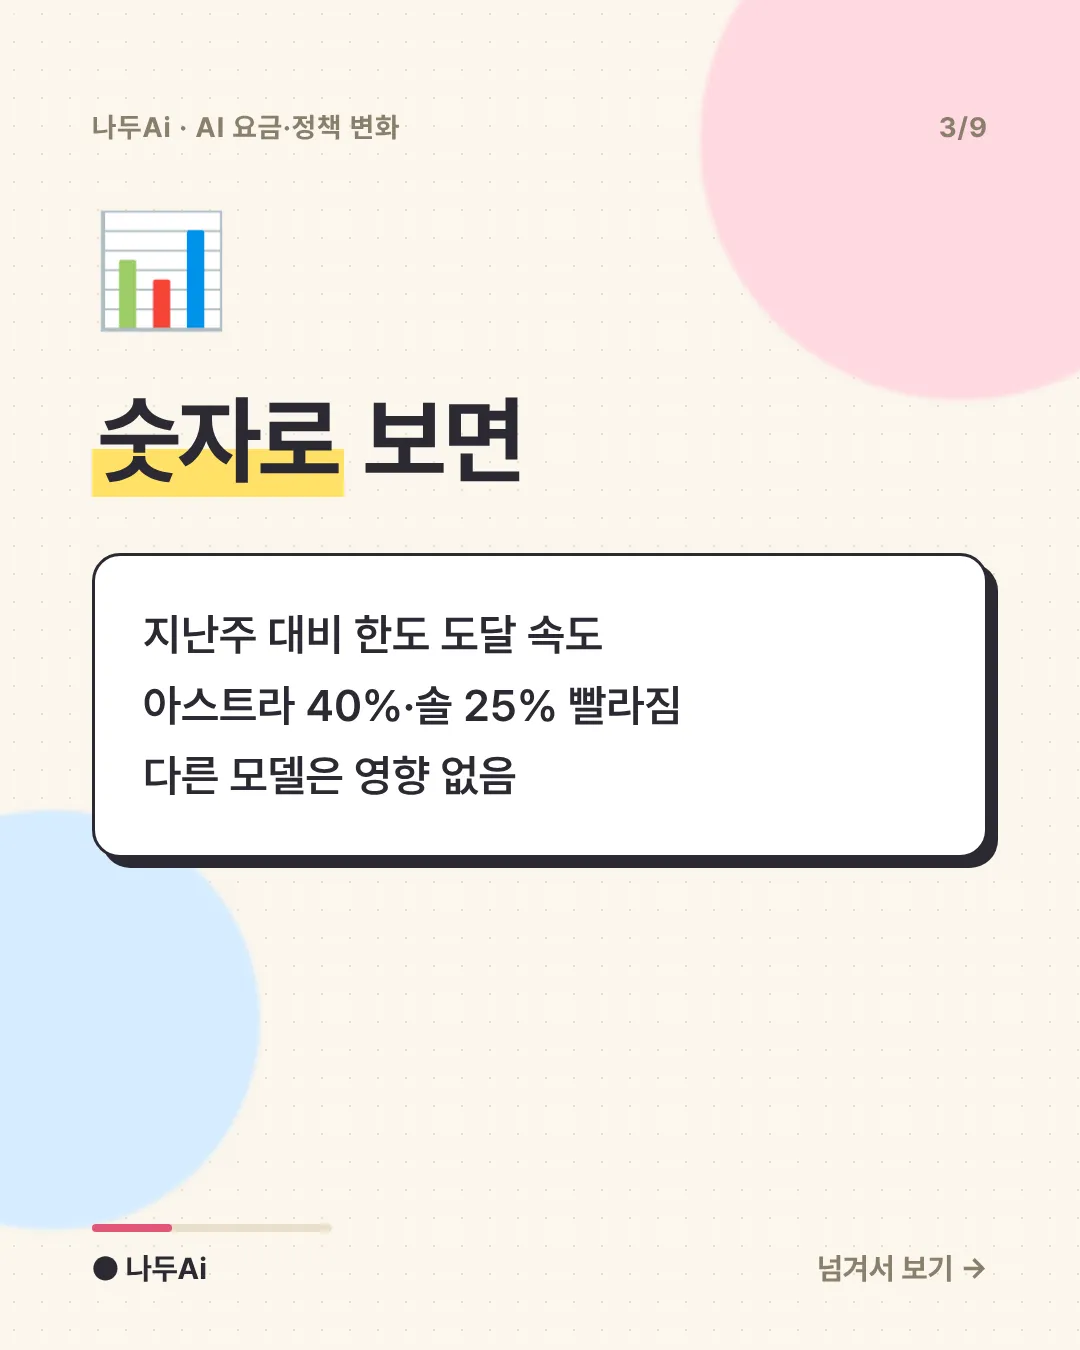 나두Ai · AI 요금·정책 변화
3/9
숫자로 보면
지난주 대비 한도 도달 속도
아스트라 40%·솔 25% 빨라짐
다른 모델은 영향 없음
나두Ai
넘겨서 보기 →